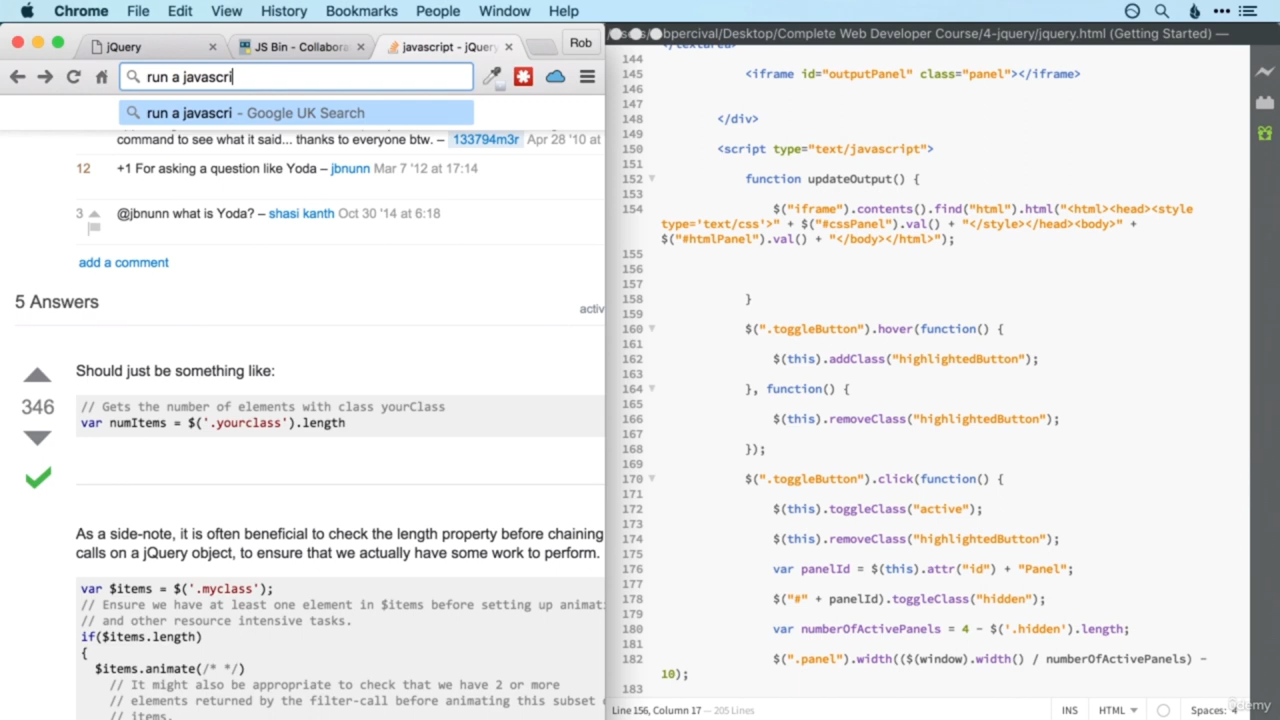 Chrome File Edit View History Bookmarks People Window Help
jQuery
JS Bin - Collabora
javascript - jQuery
Rob
run a javascri
run a javascri - Google UK Search
command to see what it said... thanks to everyone btw. – 133794m3r Apr 28 '10 at
12 +1 For asking a question like Yoda – jbnunn Mar 7 '12 at 17:14
3 @jbnunn what is Yoda? – shasi kanth Oct 30 '14 at 6:18
add a comment
5 Answers
activ
346
Should just be something like:
// Gets the number of elements with class yourClass
var numItems = $('.yourclass').length
As a side-note, it is often beneficial to check the length property before chaining
calls on a jQuery object, to ensure that we actually have some work to perform.
var $items = $('.myclass');
// Ensure we have at least one element in $items before setting up animati
// and other resource intensive tasks.
if($items.length)
{
$items.animate(/* */)
// It might also be appropriate to check that we have 2 or more
// elements returned by the filter-call before animating this subset o
// items.
bpercival/Desktop/Complete Web Developer Course/4-jquery/jquery.html (Getting Started) —
</textarea>
144
145 <iframe id="outputPanel" class="panel"></iframe>
146
147
148 </div>
149
150 <script type="text/javascript">
151
152 function updateOutput() {
153
154 $("iframe").contents().find("html").html("<html><head><style
type='text/css'>" + $("#cssPanel").val() + "</style></head><body>" +
$("#htmlPanel").val() + "</body></html>");
155
156
157
158 }
159
160 $(".toggleButton").hover(function() {
161
162 $(this).addClass("highlightedButton");
163
164 }, function() {
165
166 $(this).removeClass("highlightedButton");
167
168 });
169
170 $(".toggleButton").click(function() {
171
172 $(this).toggleClass("active");
173
174 $(this).removeClass("highlightedButton");
175
176 var panelId = $(this).attr("id") + "Panel";
177
178 $("#" + panelId).toggleClass("hidden");
179
180 var numberOfActivePanels = 4 - $('.hidden').length;
181
182 $(".panel").width(($(window).width() / numberOfActivePanels) -
10);
183
Line 156, Column 17 — 205 Lines
INS HTML Spaces: 4
ûdemy